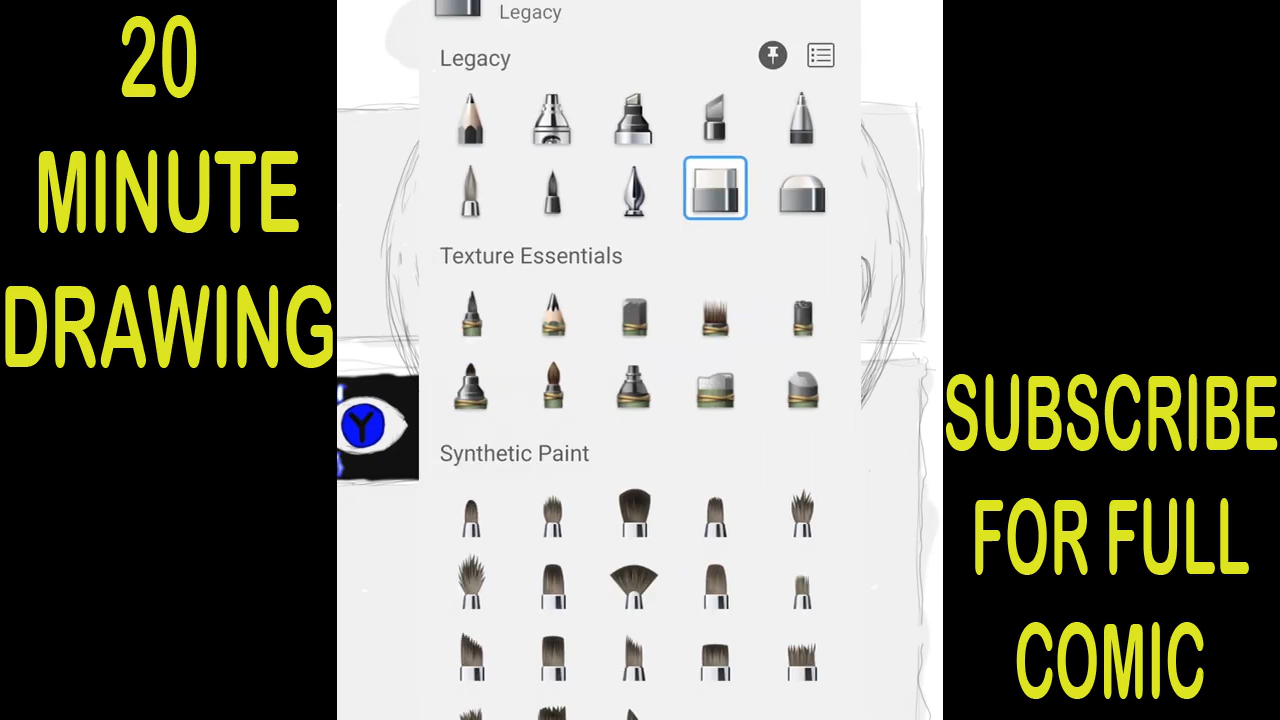 20
MINUTE
DRAWING
Legacy
Legacy
Texture Essentials
Synthetic Paint
Y
SUBSCRIBE
FOR FULL
COMIC